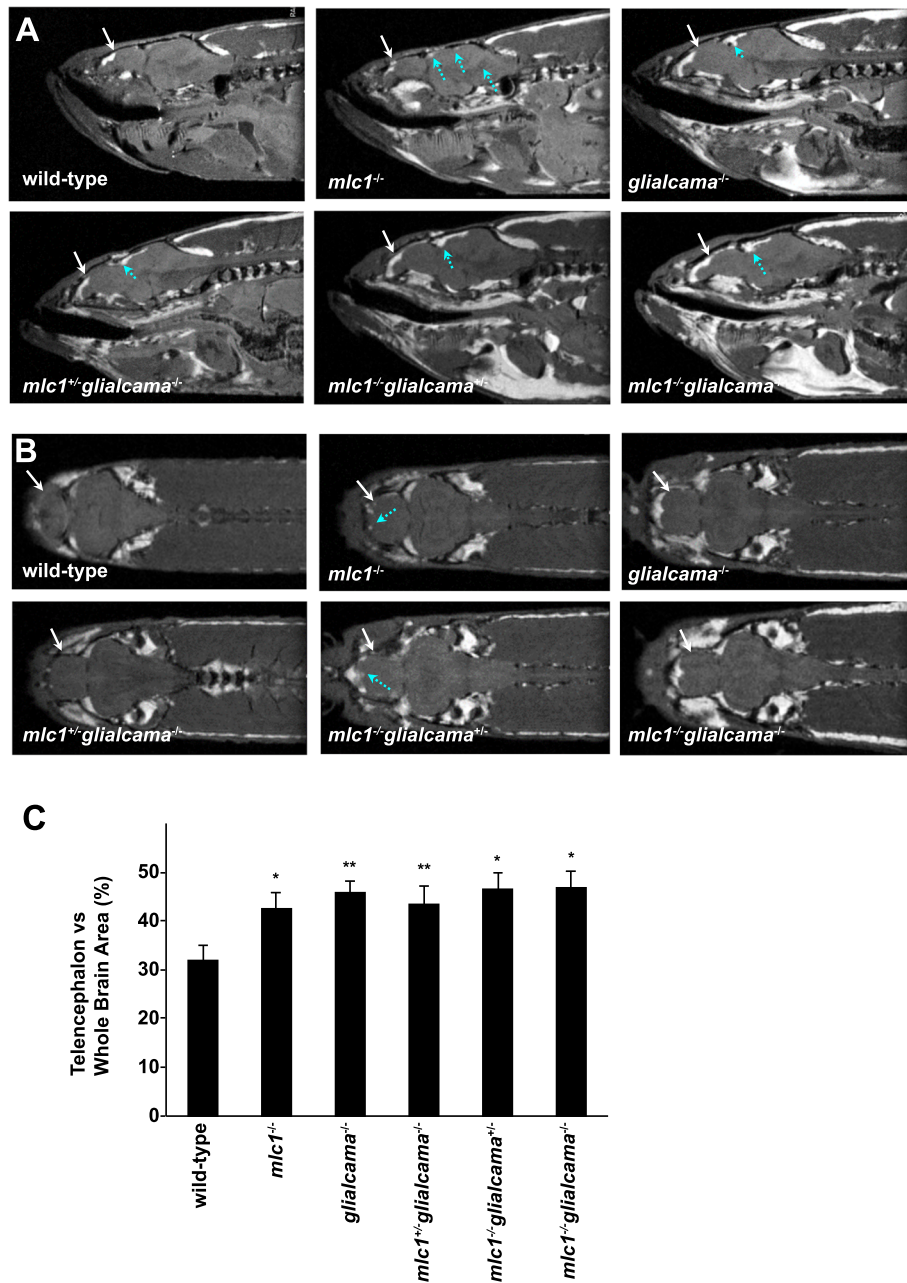 A
wild-type
mlc1-/-
glialcama-/-
mlc1+/-glialcama-/-
mlc1-/-glialcama+/-
mlc1-/-glialcama-/-
B
wild-type
mlc1-/-
glialcama-/-
mlc1+/-glialcama-/-
mlc1-/-glialcama+/-
mlc1-/-glialcama-/-
C
Telencephalon vs
Whole Brain Area (%)
50
40
30
20
10
0
*
**
**
*
*
wild-type
mlc1-/-
glialcama-/-
mlc1+/-glialcama-/-
mlc1-/-glialcama+/-
mlc1-/-glialcama-/-